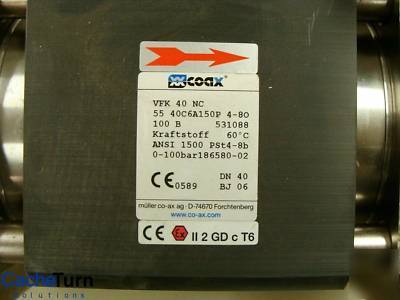 coax®
VFK 40 NC
55 40C6A150P 4-8O
100 B 531088
Kraftstoff 60°C
ANSI 1500 PSt4-8b
0-100bar186580-02
CE 0589
DN 40
BJ 06
müller co-ax ag · D-74670 Forchtenberg
www.co-ax.com
CE Ex II 2 GD c T6
CacheTurn
solutions